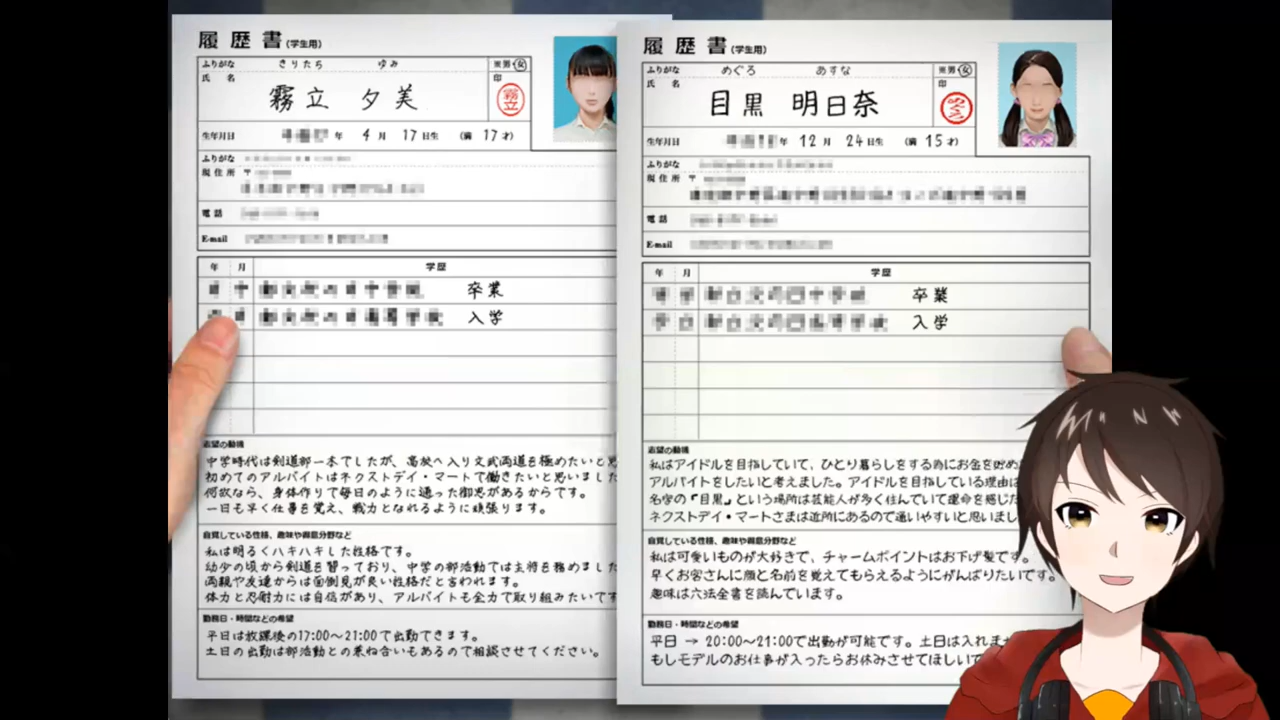 履歴書(学生用)
ふりがな きりたち ゆみ
※男・女
氏名 霧立 夕美
印
霧立
生年月日 年 4月 17日生 (満 17才)
ふりがな
現住所 〒
電話
E-mail
年 月 学歴
卒業
入学
志望の動機
中学時代は剣道部一本でしたが、高校へ入り文武両道を極めたいと思
初めてのアルバイトはネクストデイ・マートで働きたいと思いました
何故なら、身体作りで毎日のように通った御恩があるからです。
一日も早く仕事を覚え、戦力となれるように頑張ります。
自覚している性格、趣味や得意分野など
私は明るくハキハキした性格です。
幼少の頃から剣道を習っており、中学の部活動では主将を務めました
両親や友達からは面倒見が良い性格だと言われます。
体力と忍耐力には自信があり、アルバイトも全力で取り組みたいです
勤務日・時間などの希望
平日は放課後の17:00～21:00で出勤できます。
土日の出勤は部活動との兼ね合いもあるので相談させてください。
履歴書(学生用)
ふりがな めぐろ あすな
※男・女
氏名 目黒 明日奈
印
めぐろ
生年月日 年 12月 24日生 (満 15才)
ふりがな
現住所 〒
電話
E-mail
年 月 学歴
卒業
入学
志望の動機
私はアイドルを目指していて、ひとり暮らしをする為にお金を貯め
アルバイトをしたいと考えました。アイドルを目指している理由は
名字の『目黒』という場所は芸能人が多く住んでいて運命を感じた
ネクストデイ・マートさまは近所にあるので通いやすいと思いまし
自覚している性格、趣味や得意分野など
私は可愛いものが大好きで、チャームポイントはお下げ髪です。
早くお客さんに顔と名前を覚えてもらえるようにがんばりたいです。
趣味は六法全書を読んでいます。
勤務日・時間などの希望
平日 → 20:00～21:00で出勤が可能です。土日は入れま
もしモデルのお仕事が入ったらお休みさせてほしいで